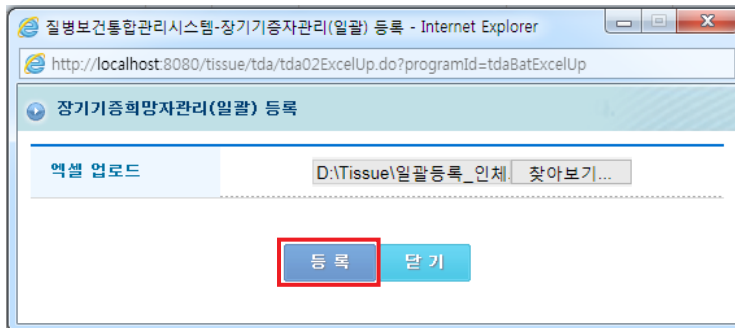 질병보건통합관리시스템-장기기증자관리(일괄) 등록 - Internet Explorer
http://localhost:8080/tissue/tda/tda02ExcelUp.do?programId=tdaBatExcelUp
장기기증희망자관리(일괄) 등록
엑셀 업로드 D:\Tissue\일괄등록_인체. 찾아보기...
등 록 닫 기